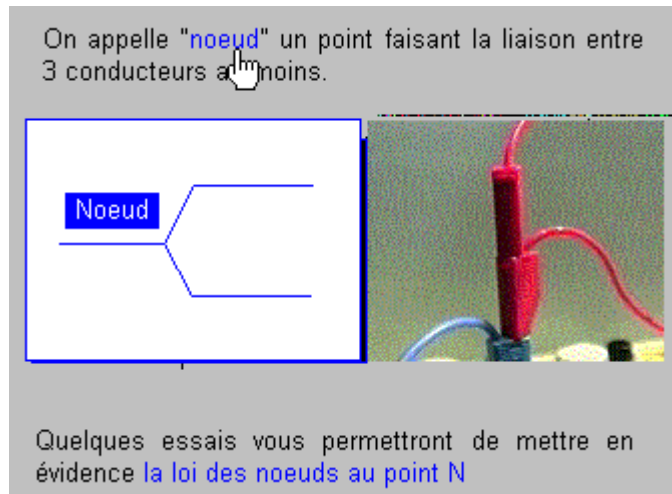 On appelle "noeud" un point faisant la liaison entre
3 conducteurs au moins.
Noeud
Quelques essais vous permettront de mettre en
évidence la loi des noeuds au point N